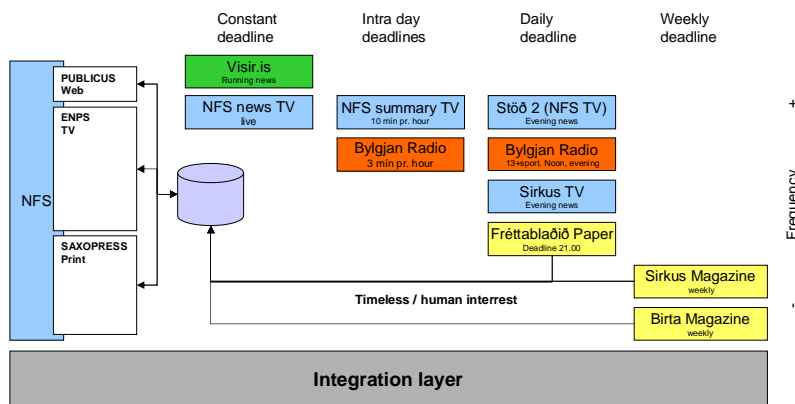 Constant
deadline
Intra day
deadlines
Daily
deadline
Weekly
deadline
Visir.is
Running news
PUBLICUS
Web
NFS news TV
live
NFS summary TV
10 min pr. hour
Stöð 2 (NFS TV)
Evening news
+
ENPS
TV
Bylgjan Radio
3 min pr. hour
Bylgjan Radio
13+sport. Noon, evening
NFS
Sirkus TV
Evening news
Frequency
Fréttablaðið Paper
Deadline 21.00
SAXOPRESS
Print
Sirkus Magazine
weekly
Timeless / human interrest
-
Birta Magazine
weekly
Integration layer